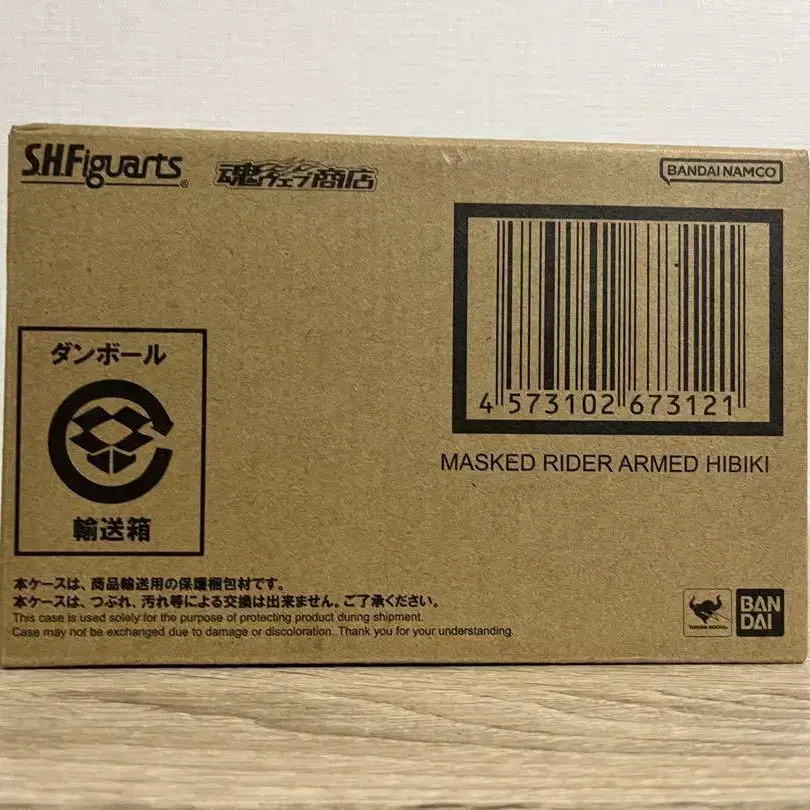 S.H.Figuarts®
魂ウェブ商店
BANDAI NAMCO
4 573102 673121
MASKED RIDER ARMED HIBIKI
ダンボール
輸送箱
本ケースは、商品輸送用の保護梱包材です。
本ケースは、つぶれ、汚れ等による交換は出来ません。ご了承ください。
This case is used solely for the purpose of protecting product during shipment.
Case may not be exchanged due to damage or discoloration. Thank you for your understanding.
TAMASHII NATIONS
BAN
DAI